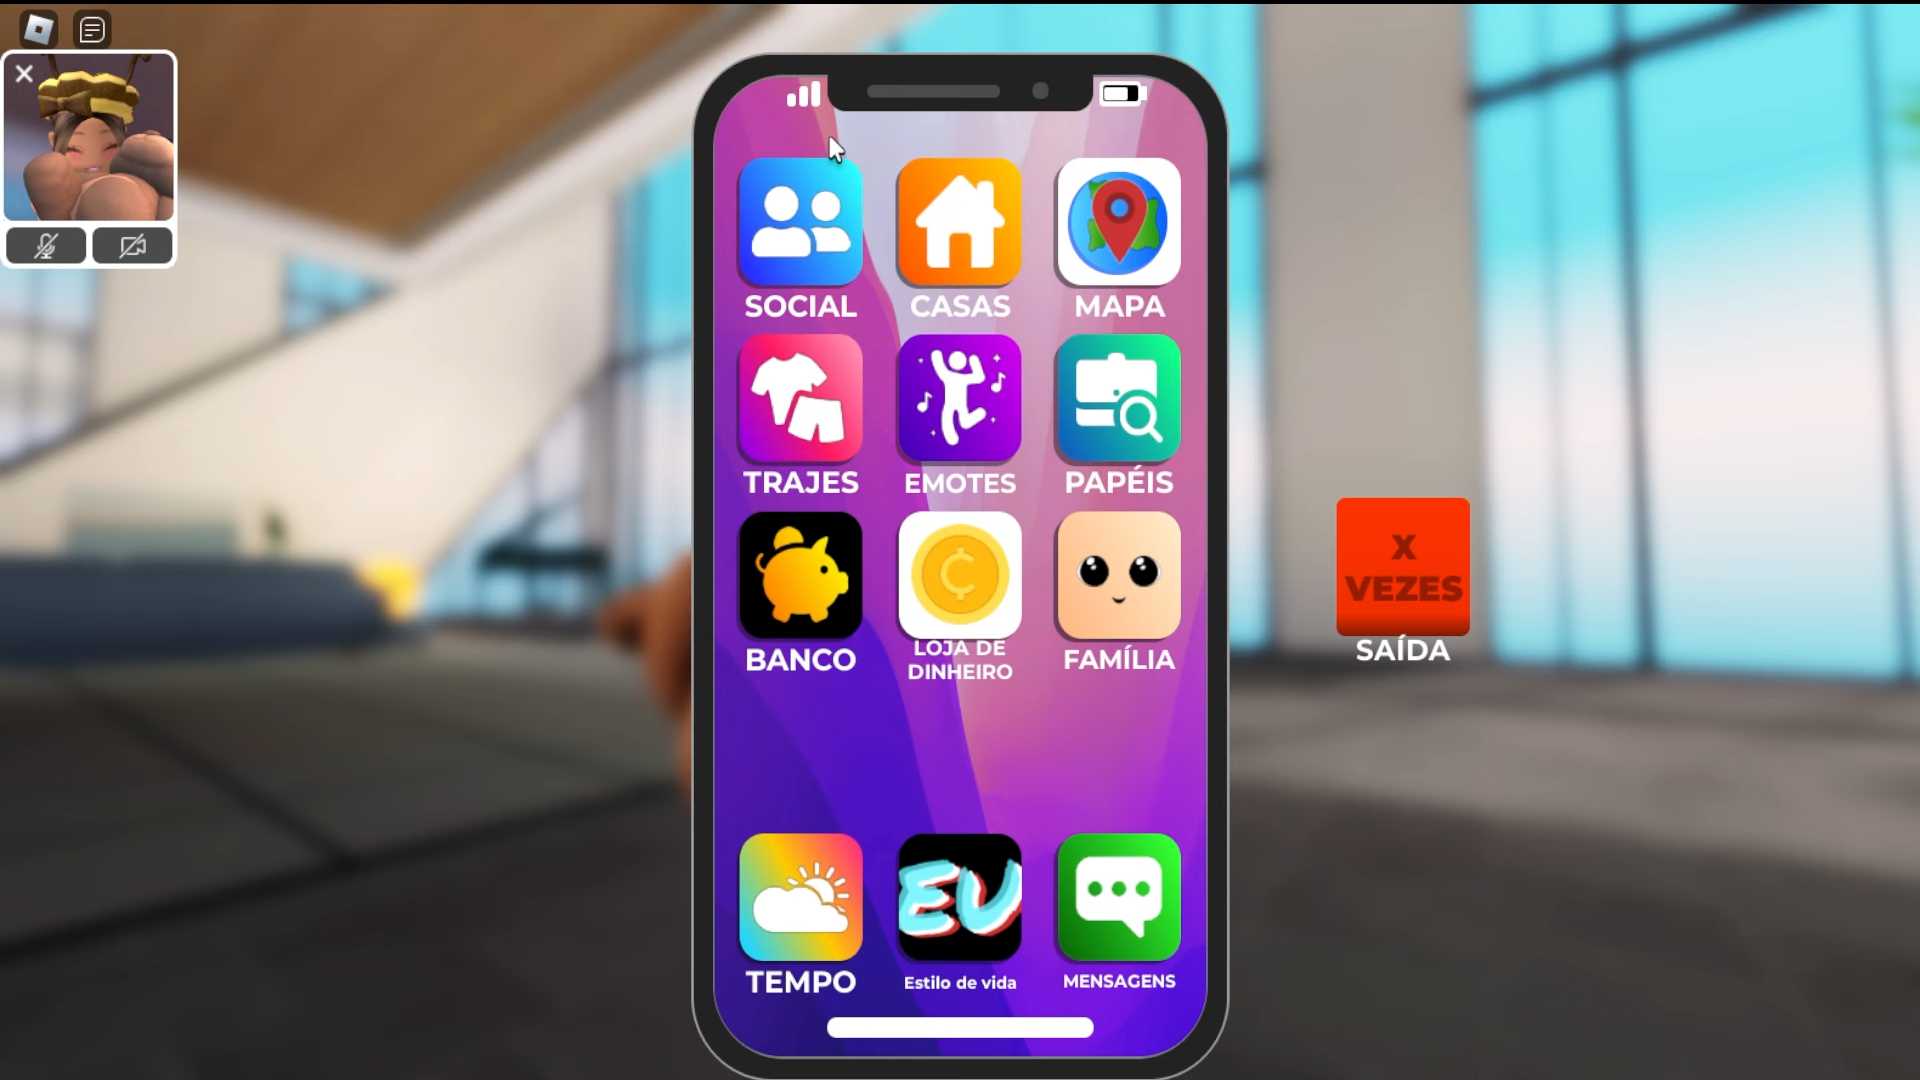 SOCIAL
CASAS
MAPA
TRAJES
EMOTES
PAPÉIS
X
VEZES
SAÍDA
BANCO
LOJA DE
DINHEIRO
FAMÍLIA
EU
TEMPO
Estilo de vida
MENSAGENS